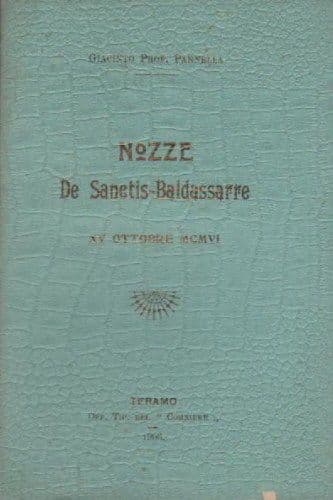 GIACINTO PROF. PANNELLA
NOZZE
De Sanctis-Baldassarre
XV OTTOBRE MCMVI
TERAMO
OFF. TIP. DEL " CORRIERE „
1906.